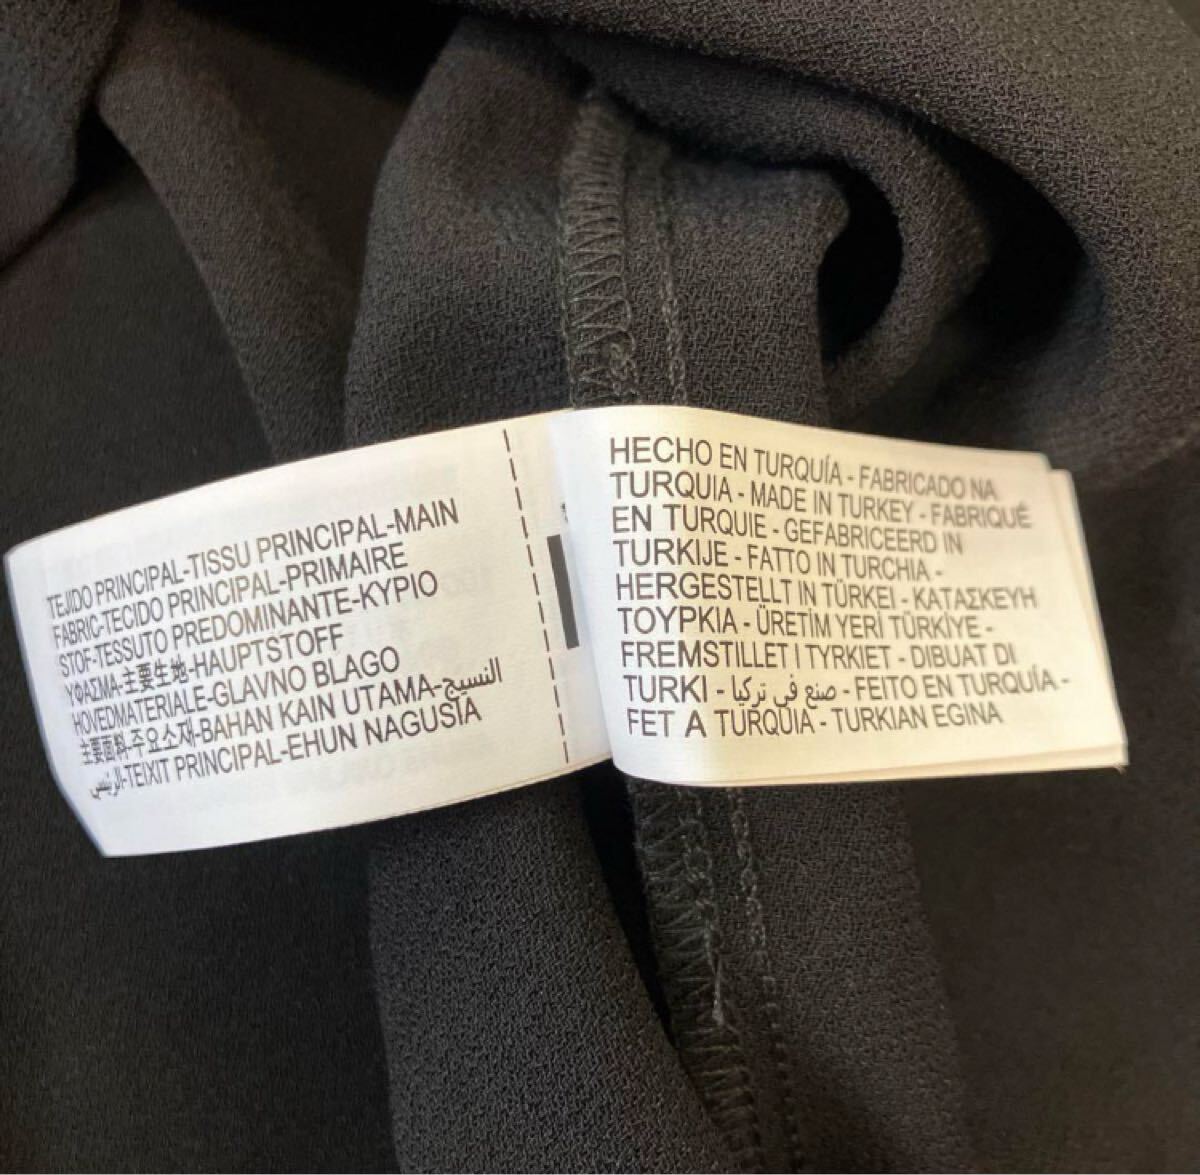 TEJIDO PRINCIPAL-TISSU PRINCIPAL-MAIN
FABRIC-TECIDO PRINCIPAL-PRIMAIRE
STOF-TESSUTO PREDOMINANTE-ΚΥΡΙΟ
ΥΦΑΣΜΑ-主要生地-HAUPTSTOFF
HOVEDMATERIALE-GLAVNO BLAGO
主要面料-주요소재-BAHAN KAIN UTAMA-النسيج
الرئيسي-TEIXIT PRINCIPAL-EHUN NAGUSIA
HECHO EN TURQUÍA - FABRICADO NA
TURQUIA - MADE IN TURKEY - FABRIQUÉ
EN TURQUIE - GEFABRICEERD IN
TURKIJE - FATTO IN TURCHIA -
HERGESTELLT IN TÜRKEI - ΚΑΤΑΣΚΕΥΗ
ΤΟΥΡΚΙΑ - ÜRETİM YERİ TÜRKİYE -
FREMSTILLET I TYRKIET - DIBUAT DI
TURKI - صنع في تركيا - FEITO EN TURQUÍA -
FET A TURQUIA - TURKIAN EGINA